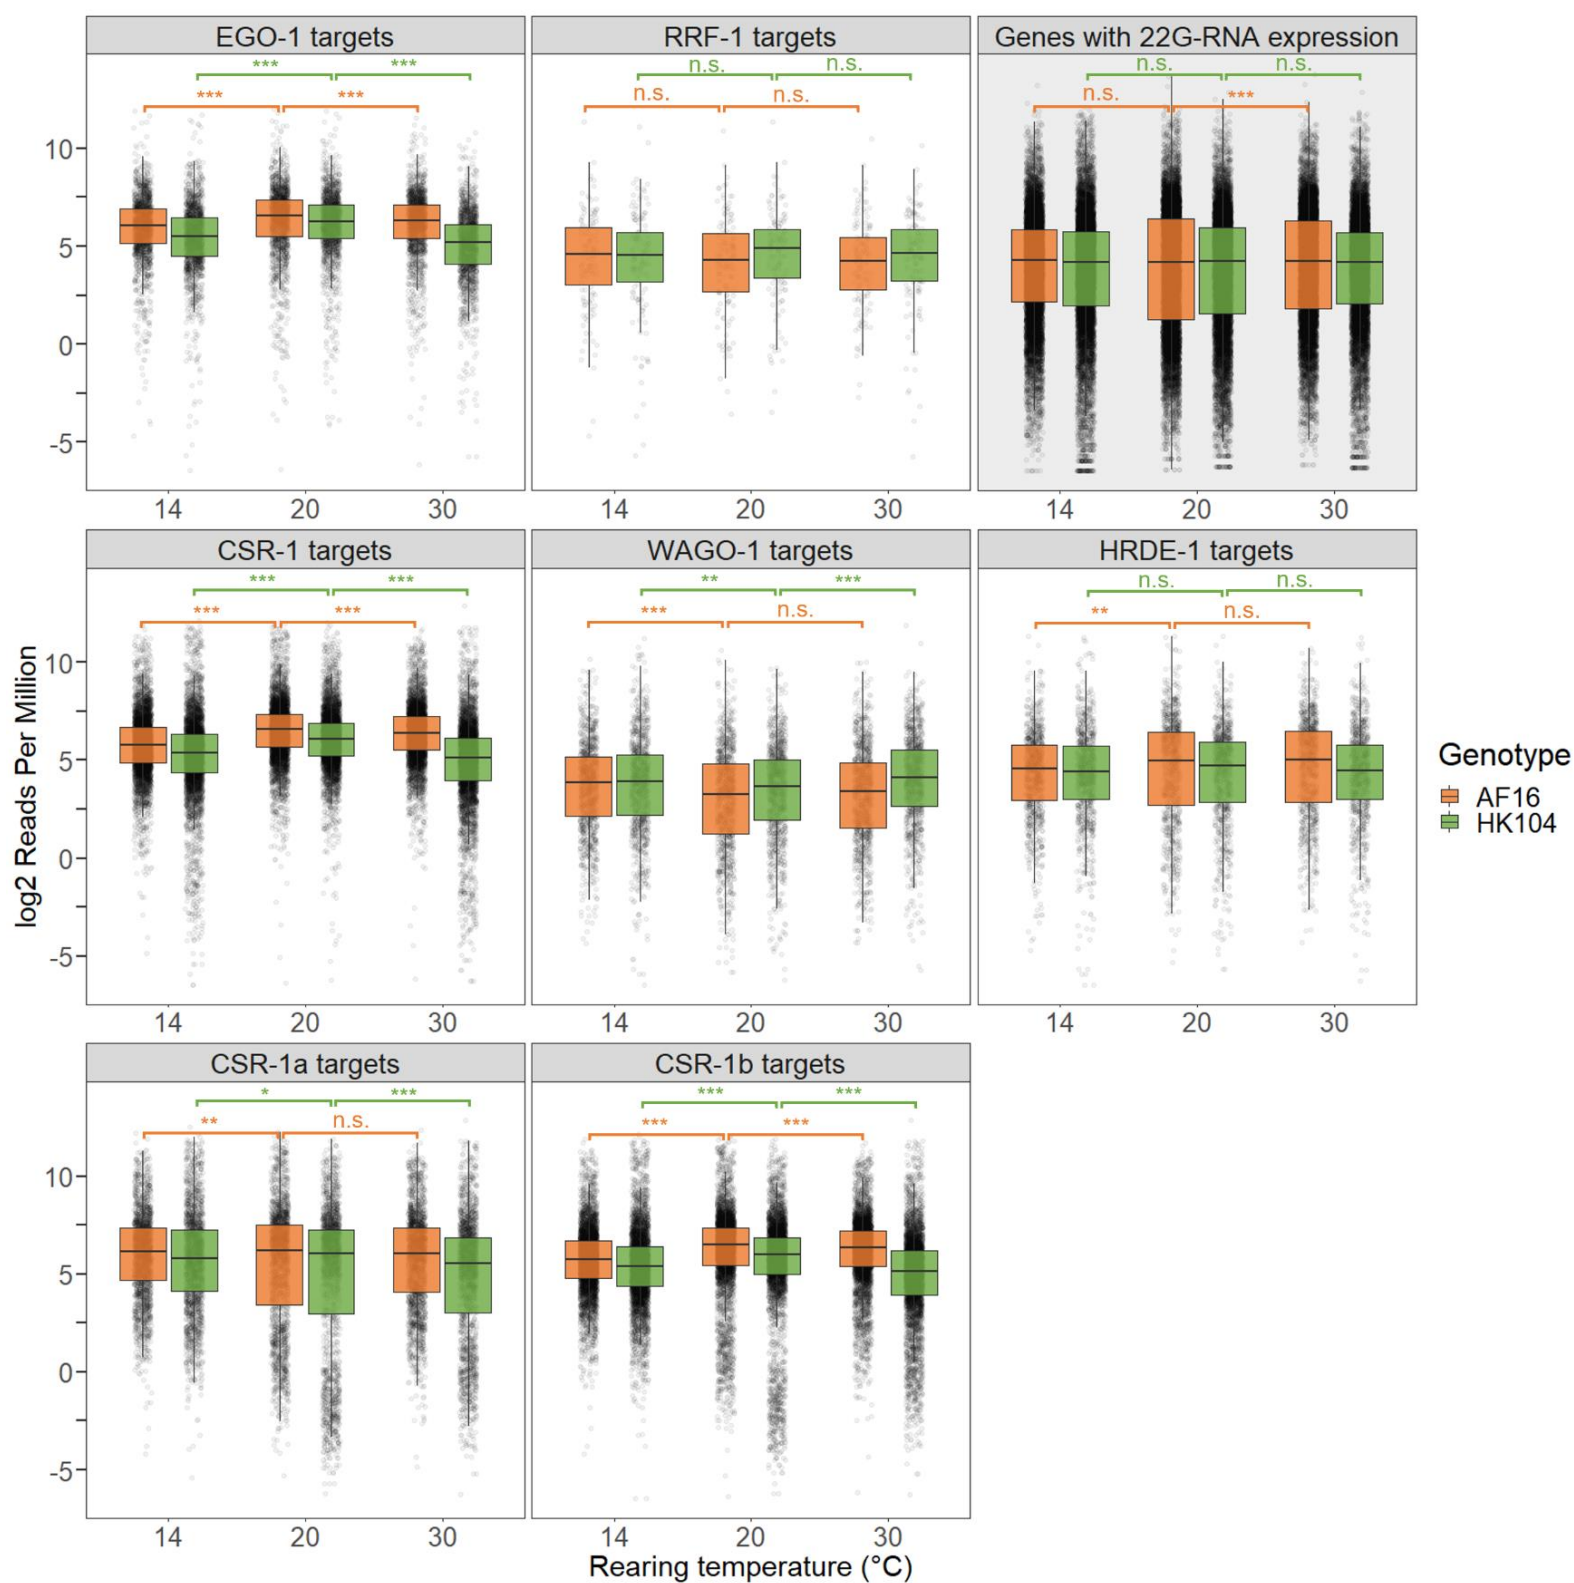 EGO-1 targets
RRF-1 targets
Genes with 22G-RNA expression
*** ***
*** ***
n.s. n.s.
n.s. n.s.
n.s. n.s.
n.s. ***
10
5
0
-5
14 20 30
14 20 30
14 20 30
CSR-1 targets
WAGO-1 targets
HRDE-1 targets
*** ***
*** ***
** ***
*** n.s.
n.s. n.s.
** n.s.
10
5
0
-5
14 20 30
14 20 30
14 20 30
CSR-1a targets
CSR-1b targets
* ***
** n.s.
*** ***
*** ***
10
5
0
-5
14 20 30
14 20 30
log2 Reads Per Million
Rearing temperature (°C)
Genotype
AF16
HK104